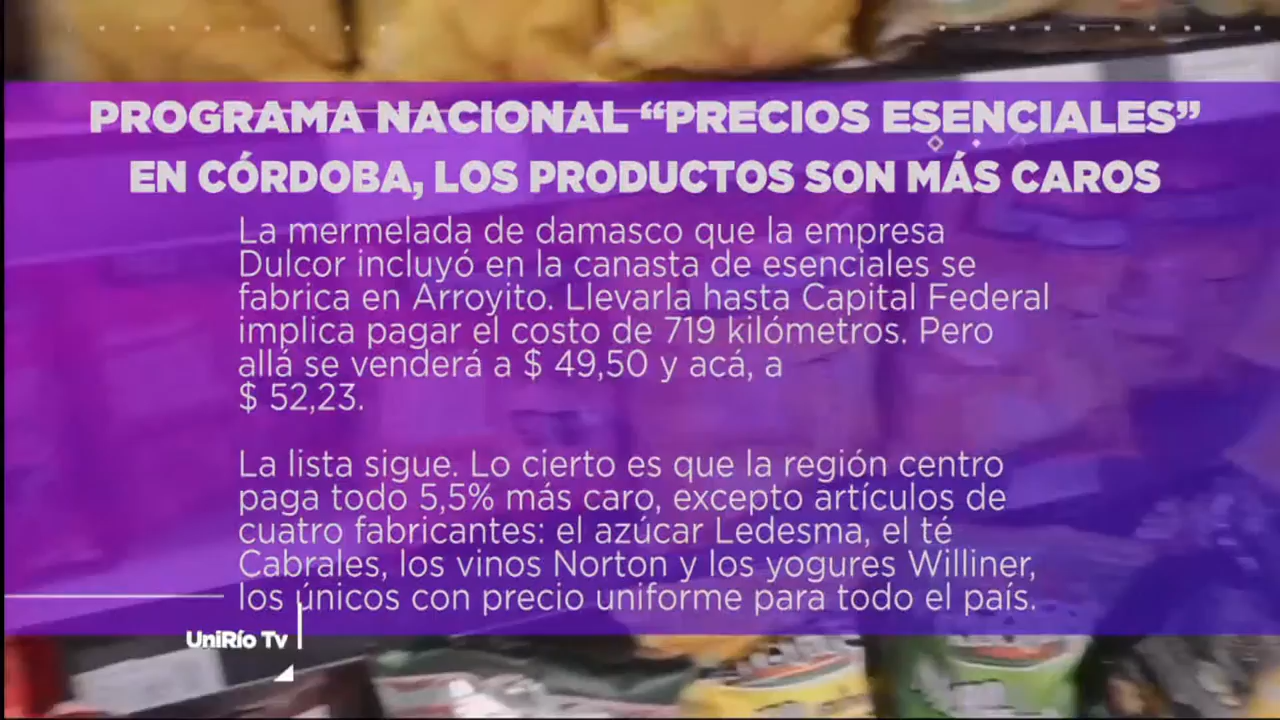 PROGRAMA NACIONAL “PRECIOS ESENCIALES”
EN CÓRDOBA, LOS PRODUCTOS SON MÁS CAROS
La mermelada de damasco que la empresa
Dulcor incluyó en la canasta de esenciales se
fabrica en Arroyito. Llevarla hasta Capital Federal
implica pagar el costo de 719 kilómetros. Pero
allá se venderá a $ 49,50 y acá, a
$ 52,23.
La lista sigue. Lo cierto es que la región centro
paga todo 5,5% más caro, excepto artículos de
cuatro fabricantes: el azúcar Ledesma, el té
Cabrales, los vinos Norton y los yogures Williner,
los únicos con precio uniforme para todo el país.
UniRío Tv